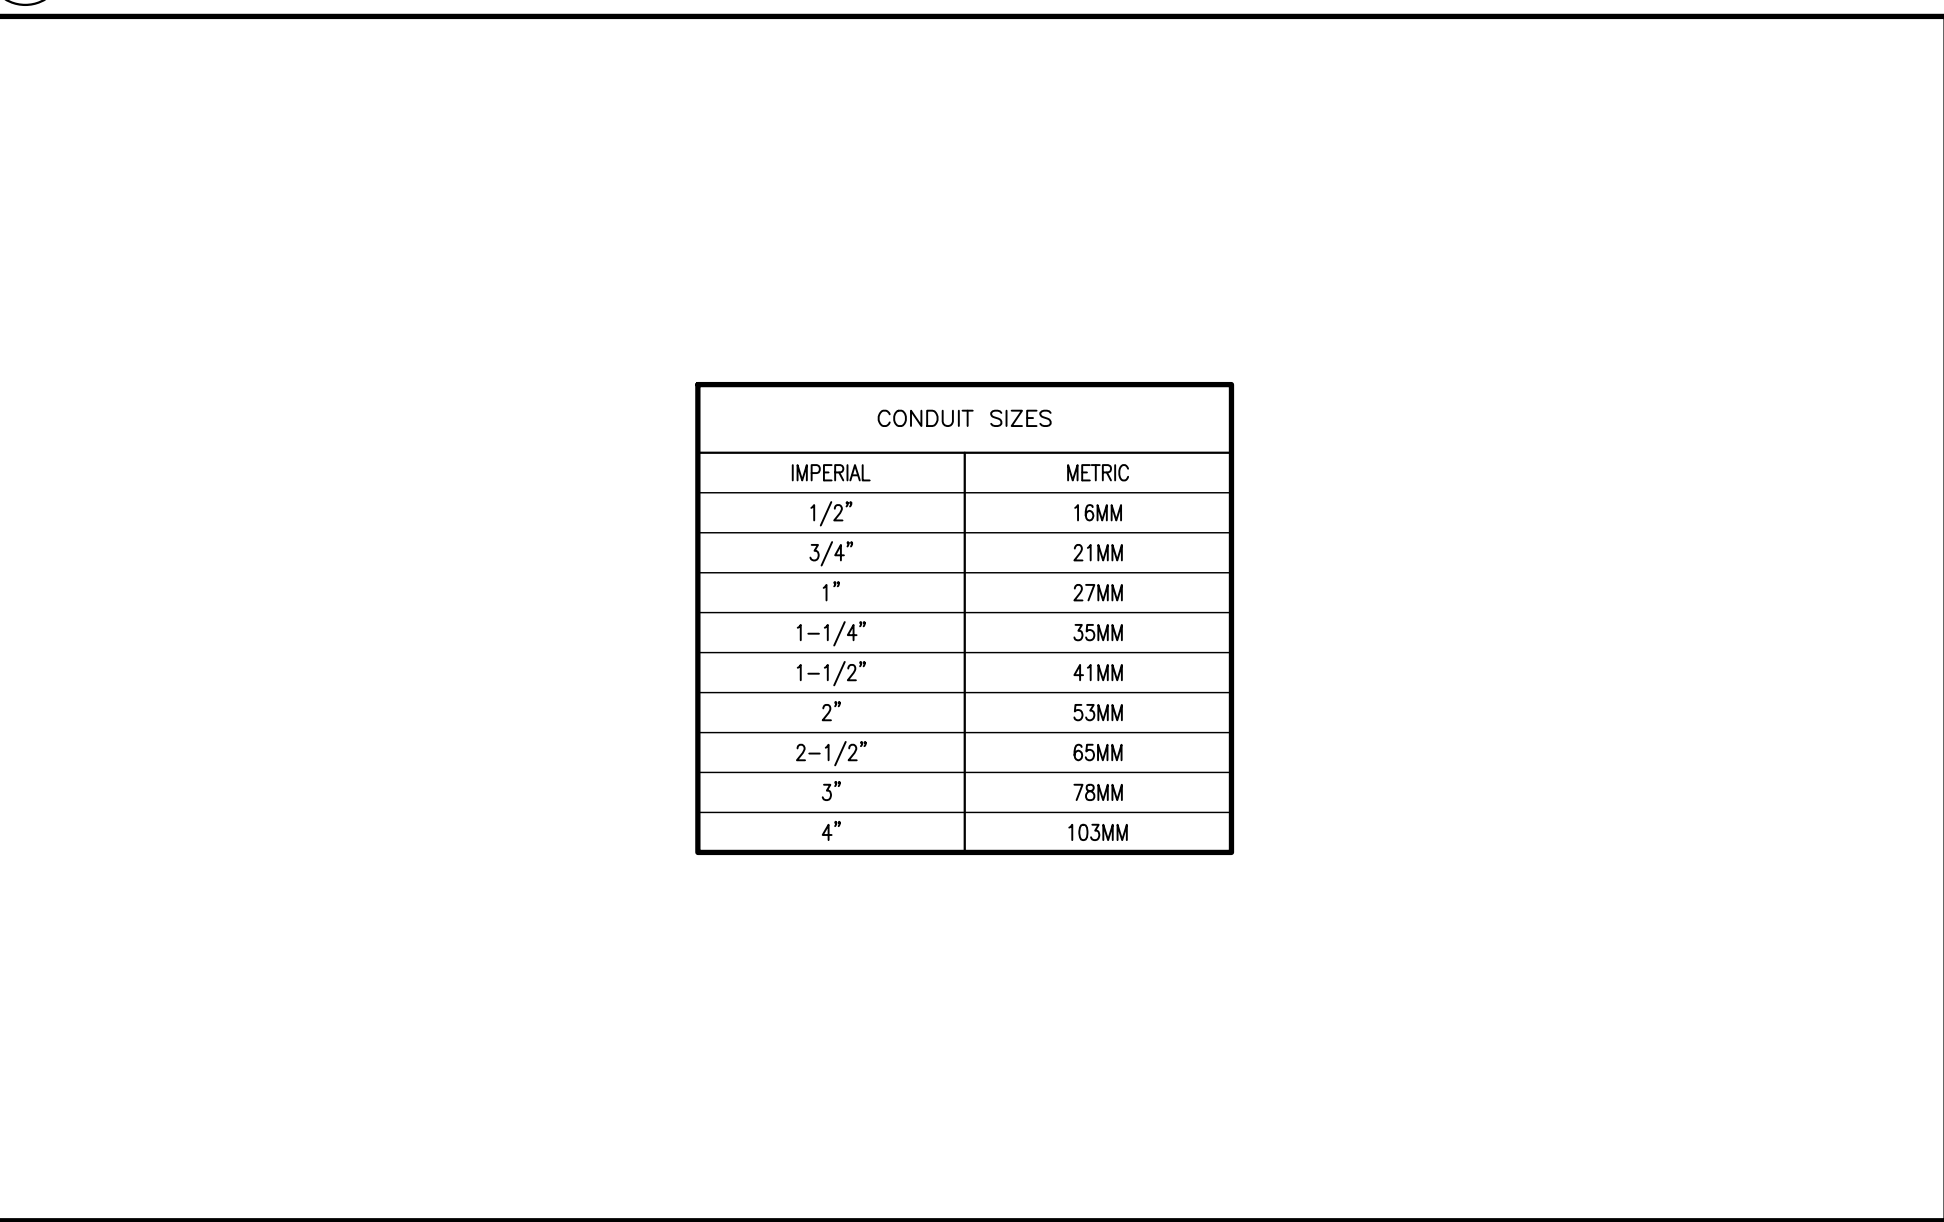 CONDUIT SIZES
IMPERIAL METRIC
1/2" 16MM
3/4" 21MM
1" 27MM
1-1/4" 35MM
1-1/2" 41MM
2" 53MM
2-1/2" 65MM
3" 78MM
4" 103MM